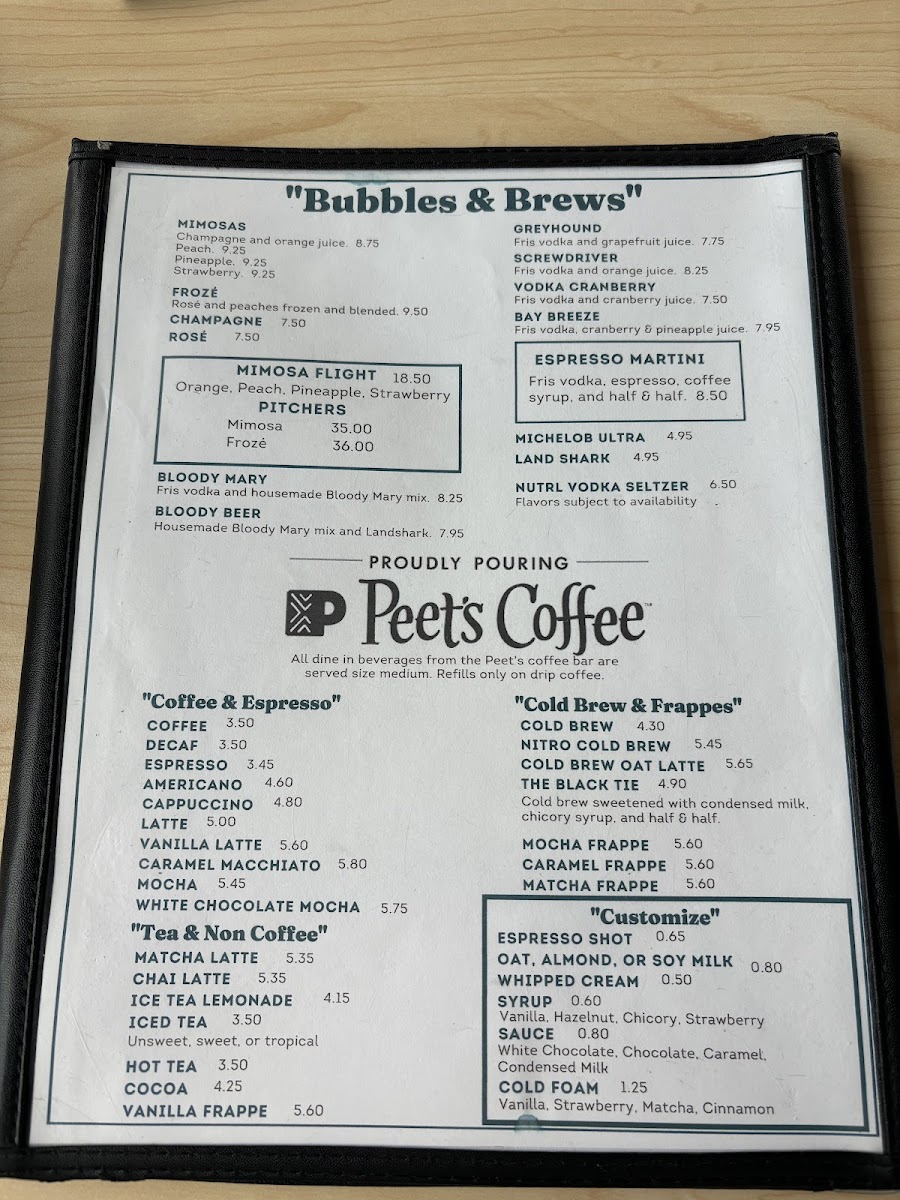 "Bubbles & Brews"
MIMOSAS
Champagne and orange juice. 8.75
Peach. 9.25
Pineapple. 9.25
Strawberry. 9.25
FROZÉ
Rosé and peaches frozen and blended. 9.50
CHAMPAGNE 7.50
ROSÉ 7.50
MIMOSA FLIGHT 18.50
Orange, Peach, Pineapple, Strawberry
PITCHERS
Mimosa 35.00
Frozé 36.00
BLOODY MARY
Fris vodka and housemade Bloody Mary mix. 8.25
BLOODY BEER
Housemade Bloody Mary mix and Landshark. 7.95
GREYHOUND
Fris vodka and grapefruit juice. 7.75
SCREWDRIVER
Fris vodka and orange juice. 8.25
VODKA CRANBERRY
Fris vodka and cranberry juice. 7.50
BAY BREEZE
Fris vodka, cranberry & pineapple juice. 7.95
ESPRESSO MARTINI
Fris vodka, espresso, coffee
syrup, and half & half. 8.50
MICHELOB ULTRA 4.95
LAND SHARK 4.95
NUTRL VODKA SELTZER 6.50
Flavors subject to availability .
PROUDLY POURING
P Peet's Coffee™
All dine in beverages from the Peet's coffee bar are
served size medium. Refills only on drip coffee.
"Coffee & Espresso"
COFFEE 3.50
DECAF 3.50
ESPRESSO 3.45
AMERICANO 4.60
CAPPUCCINO 4.80
LATTE 5.00
VANILLA LATTE 5.60
CARAMEL MACCHIATO 5.80
MOCHA 5.45
WHITE CHOCOLATE MOCHA 5.75
"Tea & Non Coffee"
MATCHA LATTE 5.35
CHAI LATTE 5.35
ICE TEA LEMONADE 4.15
ICED TEA 3.50
Unsweet, sweet, or tropical
HOT TEA 3.50
COCOA 4.25
VANILLA FRAPPE 5.60
"Cold Brew & Frappes"
COLD BREW 4.30
NITRO COLD BREW 5.45
COLD BREW OAT LATTE 5.65
THE BLACK TIE 4.90
Cold brew sweetened with condensed milk,
chicory syrup, and half & half.
MOCHA FRAPPE 5.60
CARAMEL FRAPPE 5.60
MATCHA FRAPPE 5.60
"Customize"
ESPRESSO SHOT 0.65
OAT, ALMOND, OR SOY MILK 0.80
WHIPPED CREAM 0.50
SYRUP 0.60
Vanilla, Hazelnut, Chicory, Strawberry
SAUCE 0.80
White Chocolate, Chocolate, Caramel,
Condensed Milk
COLD FOAM 1.25
Vanilla, Strawberry, Matcha, Cinnamon